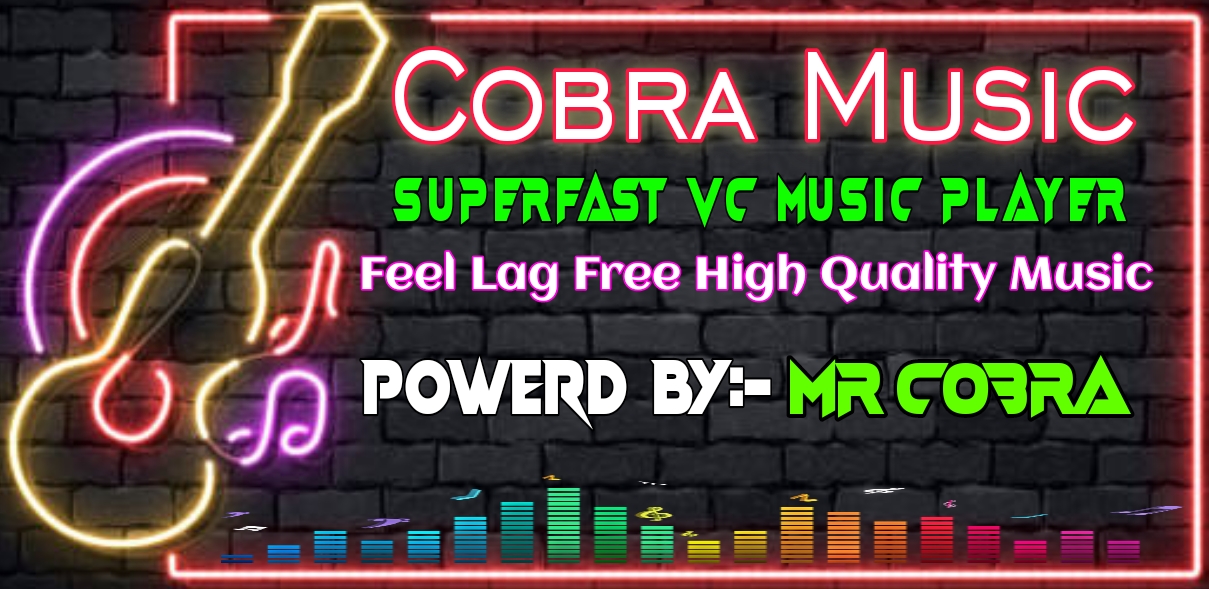 COBRA MUSIC
SUPERFAST VC MUSIC PLAYER
Feel Lag Free High Quality Music
POWERD BY:- MR COBRA